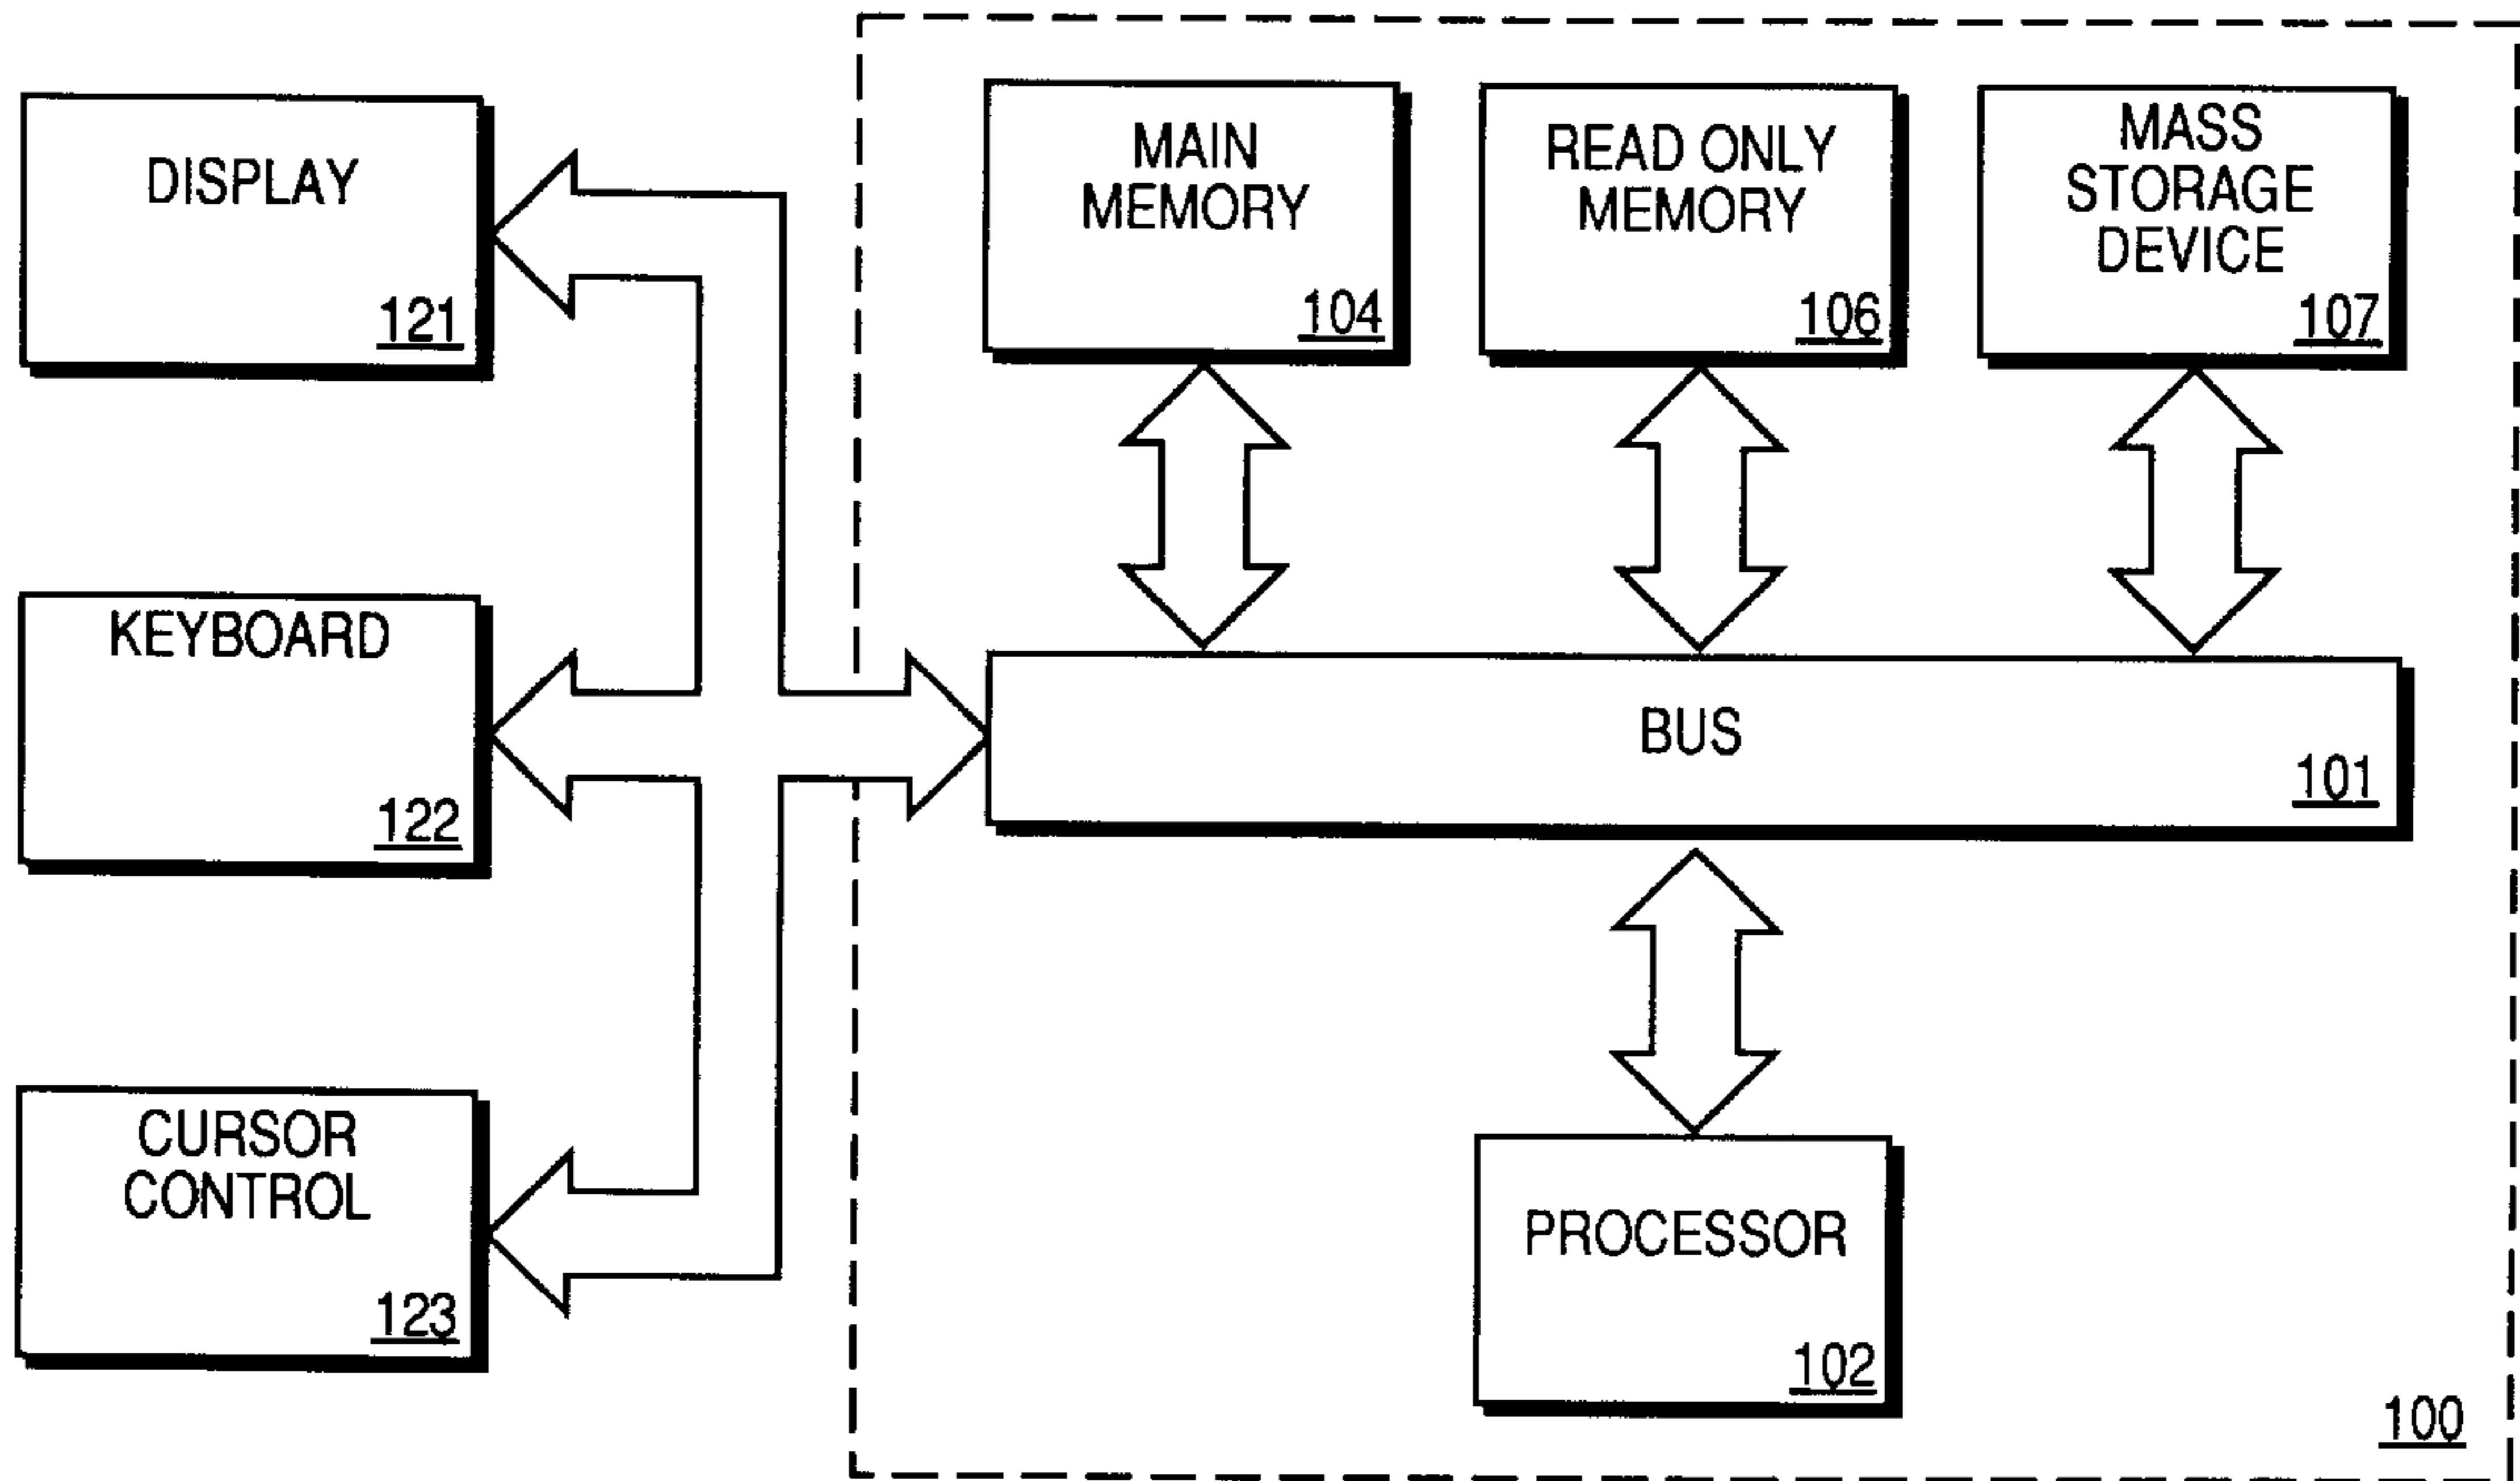 DISPLAY
121
MAIN
MEMORY
104
READ ONLY
MEMORY
106
MASS
STORAGE
DEVICE
107
KEYBOARD
122
BUS
101
CURSOR
CONTROL
123
PROCESSOR
102
100